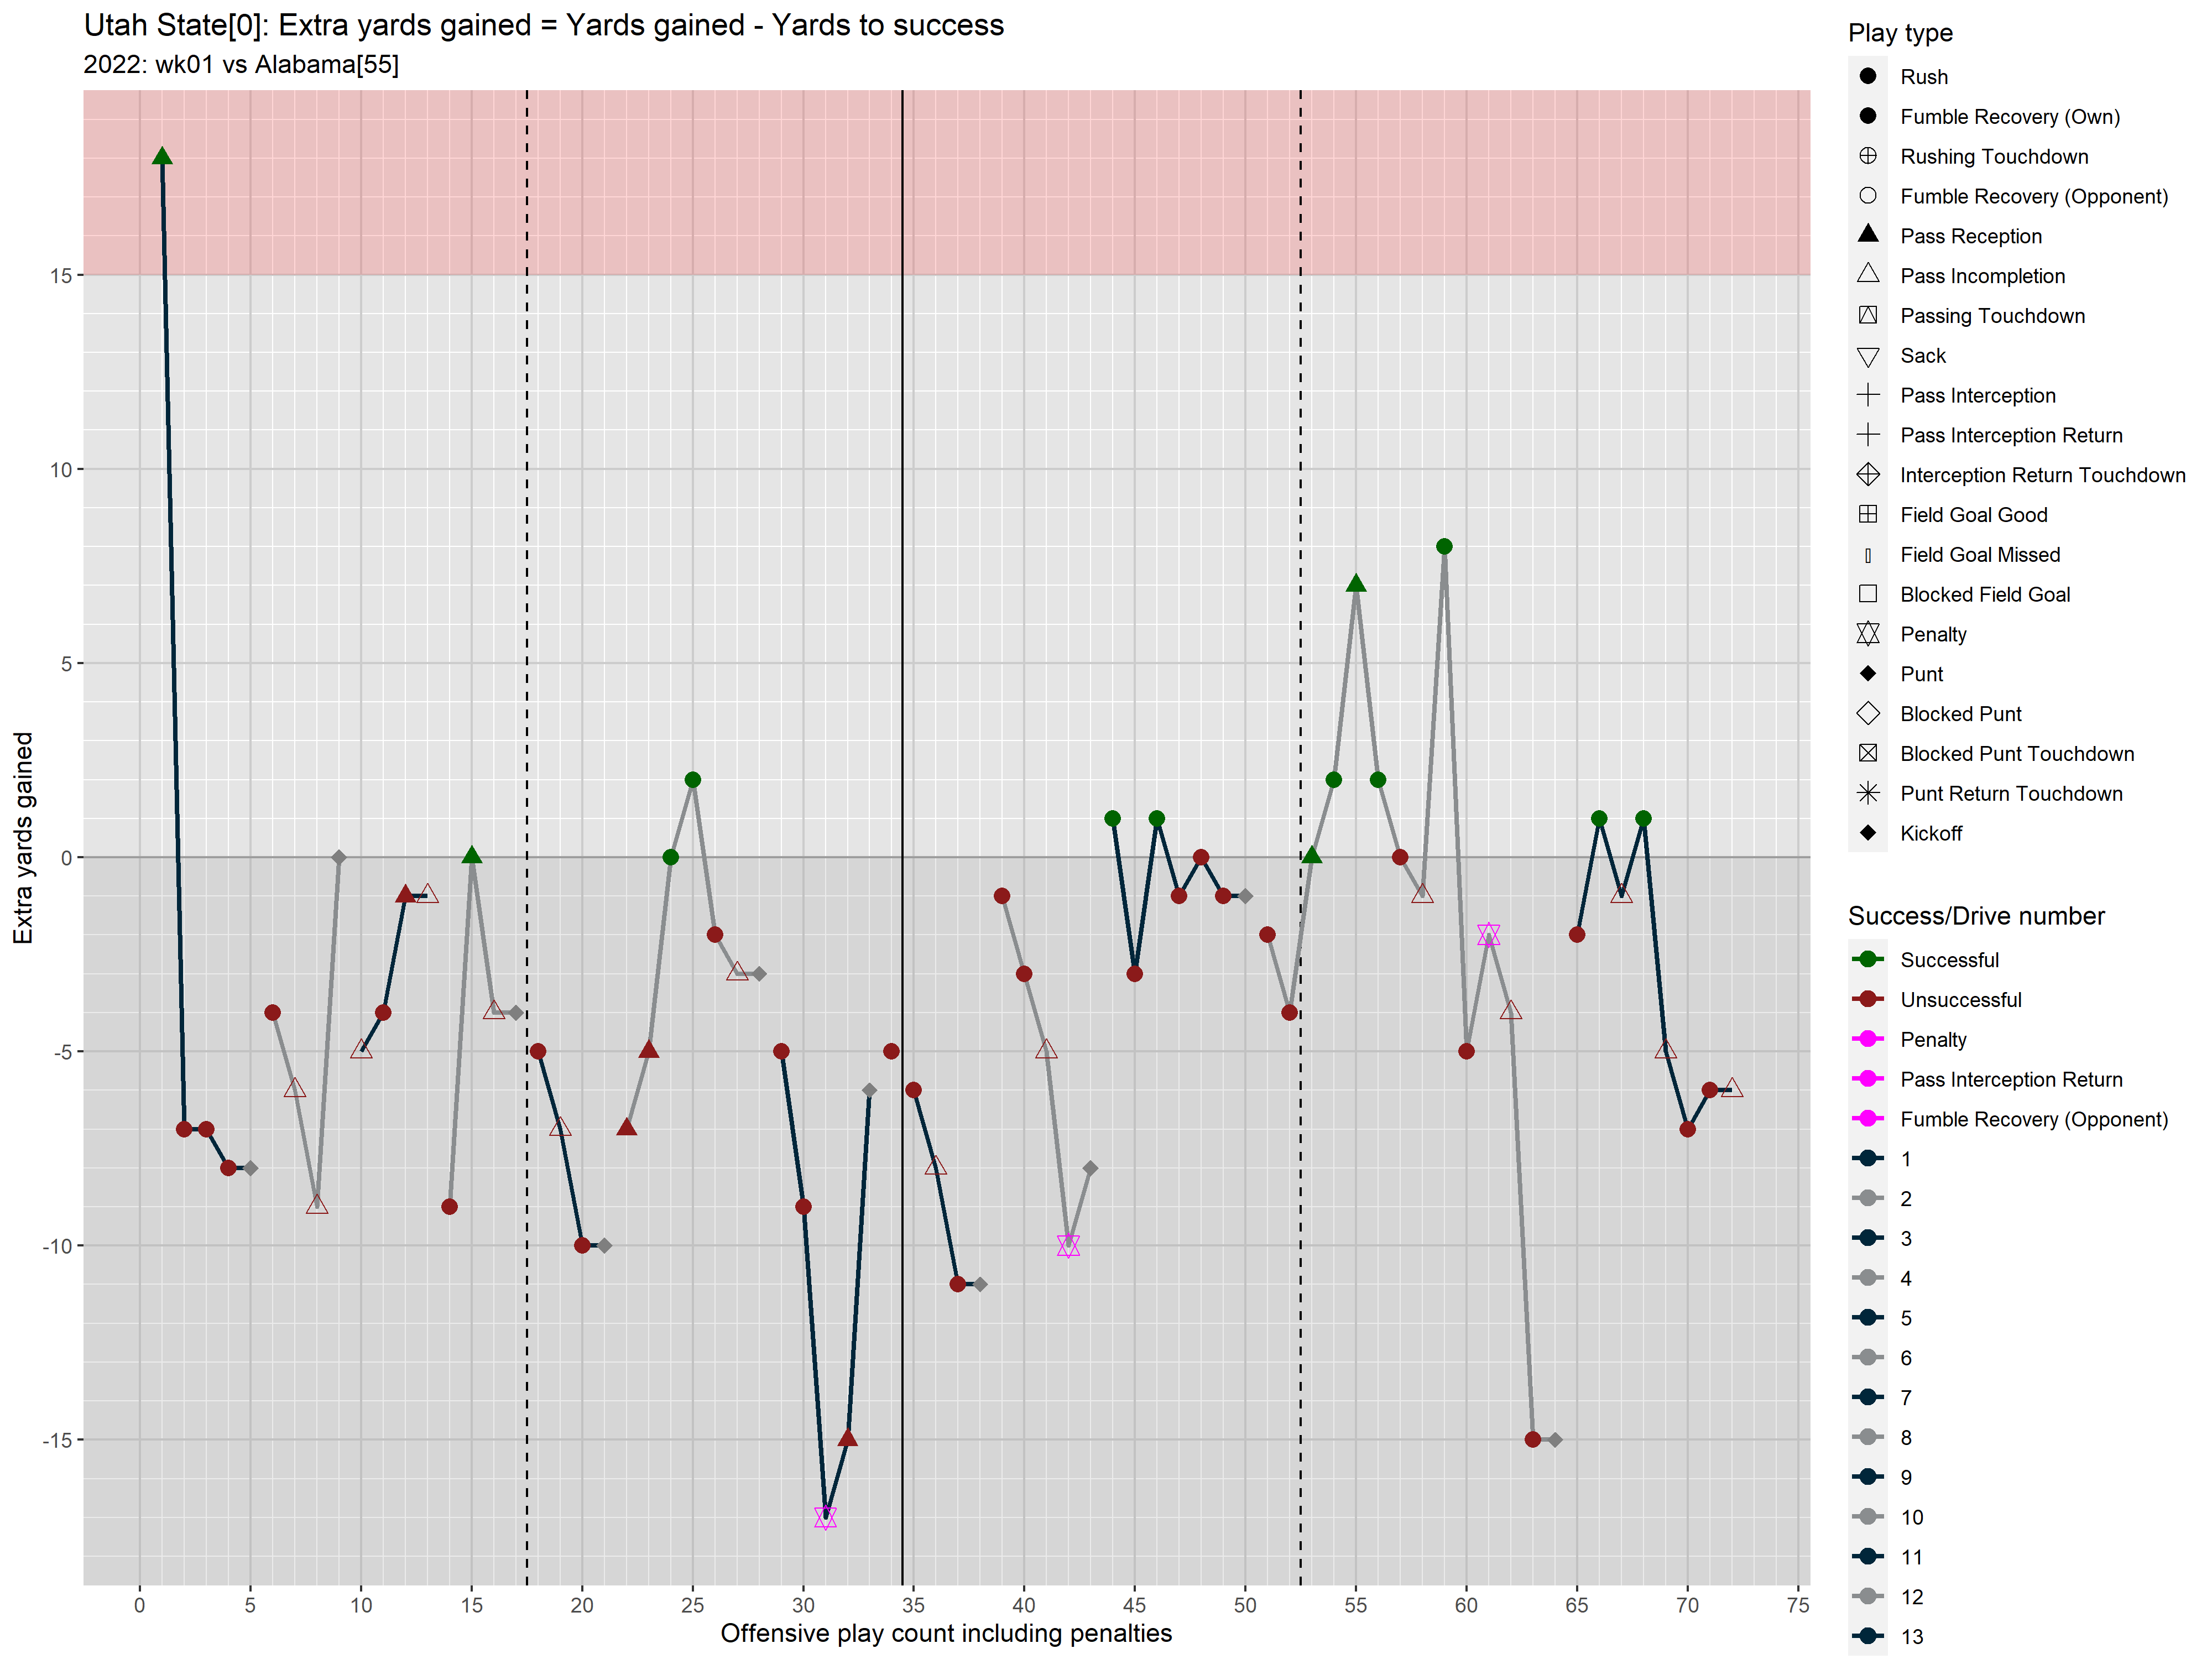 Utah State[0]: Extra yards gained = Yards gained - Yards to success
2022: wk01 vs Alabama[55]
Extra yards gained
15
10
5
0
-5
-10
-15
0 5 10 15 20 25 30 35 40 45 50 55 60 65 70 75
Offensive play count including penalties
Play type
Rush
Fumble Recovery (Own)
Rushing Touchdown
Fumble Recovery (Opponent)
Pass Reception
Pass Incompletion
Passing Touchdown
Sack
Pass Interception
Pass Interception Return
Interception Return Touchdown
Field Goal Good
Field Goal Missed
Blocked Field Goal
Penalty
Punt
Blocked Punt
Blocked Punt Touchdown
Punt Return Touchdown
Kickoff
Success/Drive number
Successful
Unsuccessful
Penalty
Pass Interception Return
Fumble Recovery (Opponent)
1
2
3
4
5
6
7
8
9
10
11
12
13